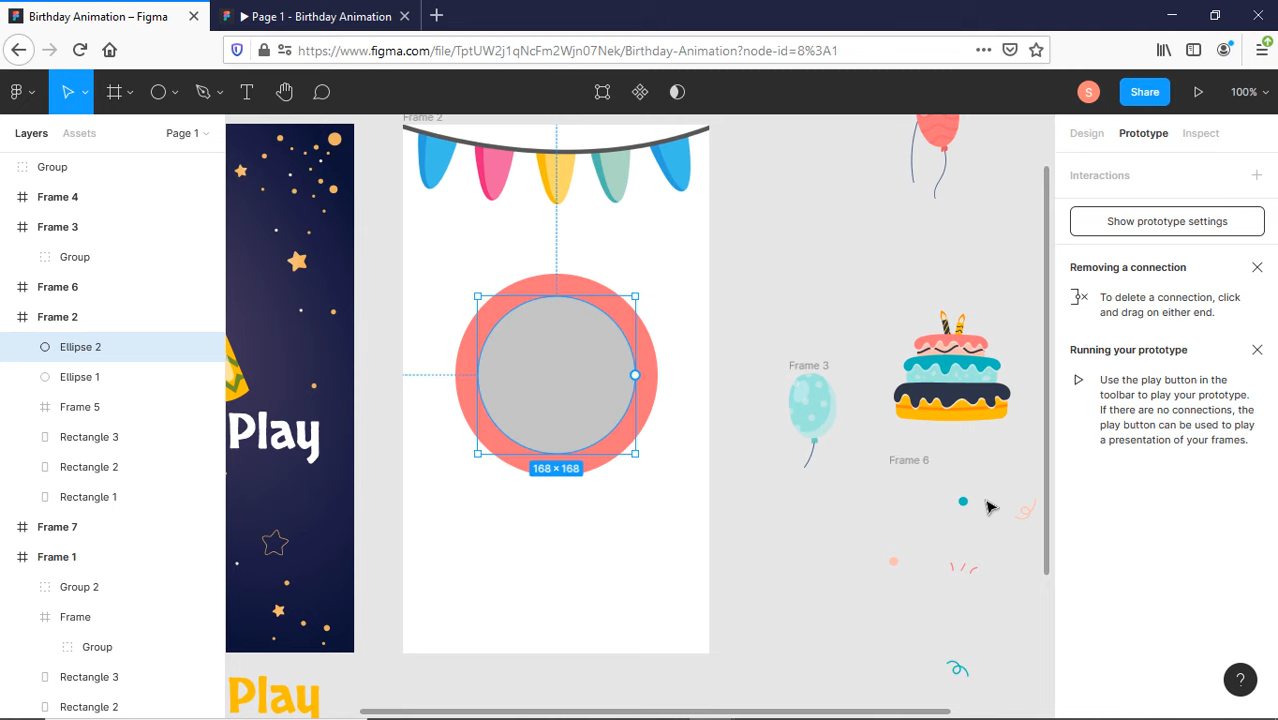 Birthday Animation – Figma
Page 1 - Birthday Animation
https://www.figma.com/file/TptUW2j1qNcFm2Wjn07Nek/Birthday-Animation?node-id=8%3A1
S
Share
100%
Layers
Assets
Page 1
Group
Frame 4
Frame 3
Group
Frame 6
Frame 2
Ellipse 2
Ellipse 1
Frame 5
Rectangle 3
Rectangle 2
Rectangle 1
Frame 7
Frame 1
Group 2
Frame
Group
Rectangle 3
Rectangle 2
Play
Play
Frame 2
168 × 168
Frame 3
Frame 6
Design
Prototype
Inspect
Interactions
Show prototype settings
Removing a connection
To delete a connection, click
and drag on either end.
Running your prototype
Use the play button in the
toolbar to play your prototype.
If there are no connections, the
play button can be used to play
a presentation of your frames.
?